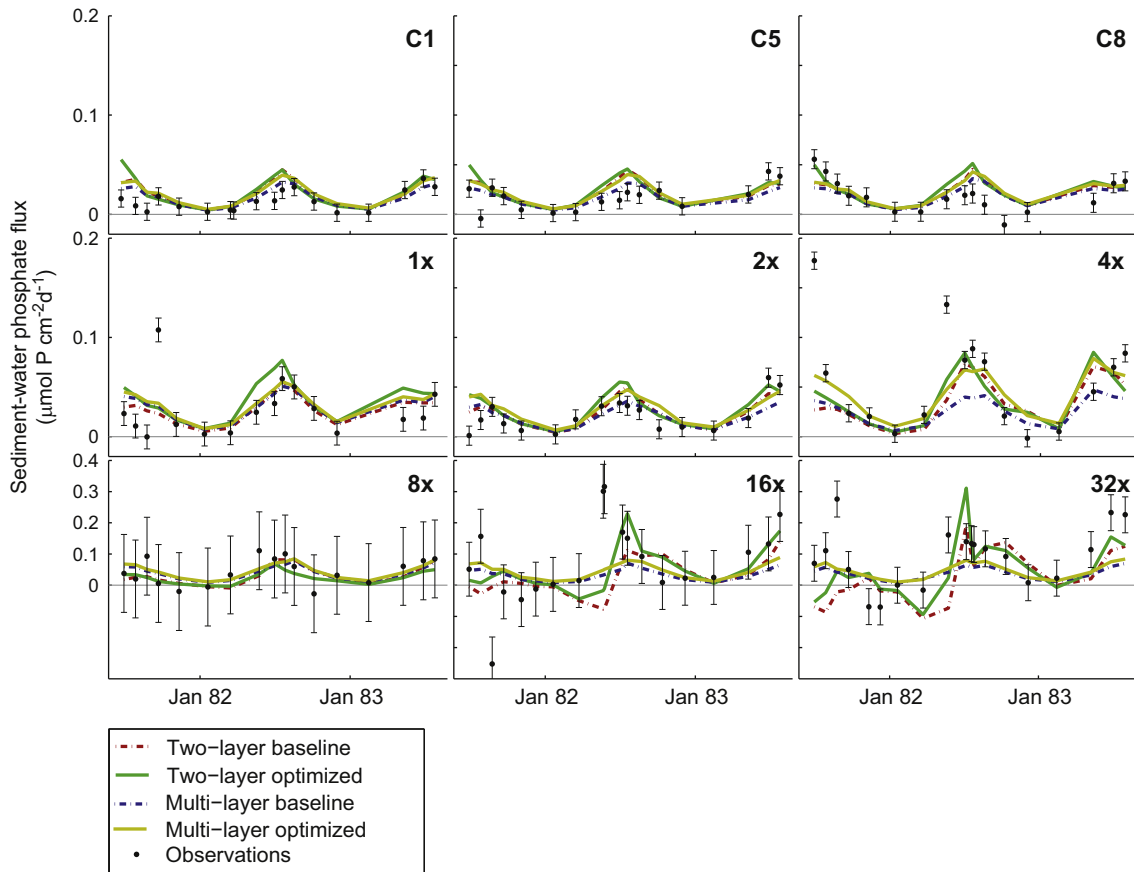 0.2
C1
C5
C8
0.1
0
0.2
1x
2x
4x
0.1
0
0.4
8x
16x
32x
0.3
0.2
0.1
0
Sediment-water phosphate flux
(μmol P cm⁻²d⁻¹)
Jan 82
Jan 83
Jan 82
Jan 83
Jan 82
Jan 83
Two-layer baseline
Two-layer optimized
Multi-layer baseline
Multi-layer optimized
Observations